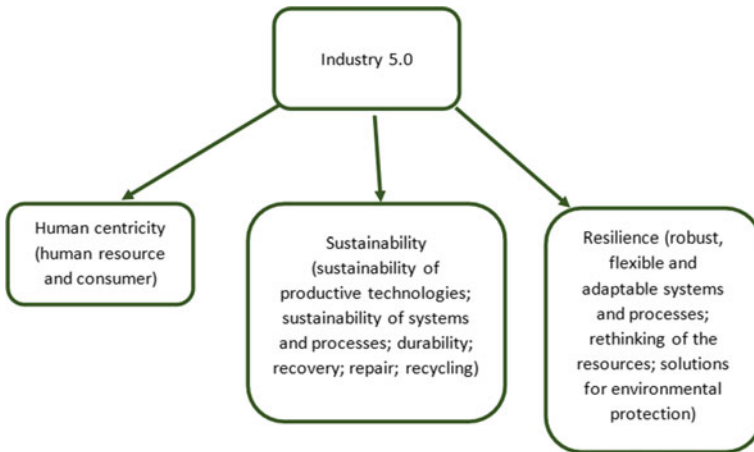 Industry 5.0
Human centricity
(human resource
and consumer)
Sustainability
(sustainability of
productive technologies;
sustainability of systems
and processes; durability;
recovery; repair; recycling)
Resilience (robust,
flexible and
adaptable systems
and processes;
rethinking of the
resources; solutions
for environmental
protection)